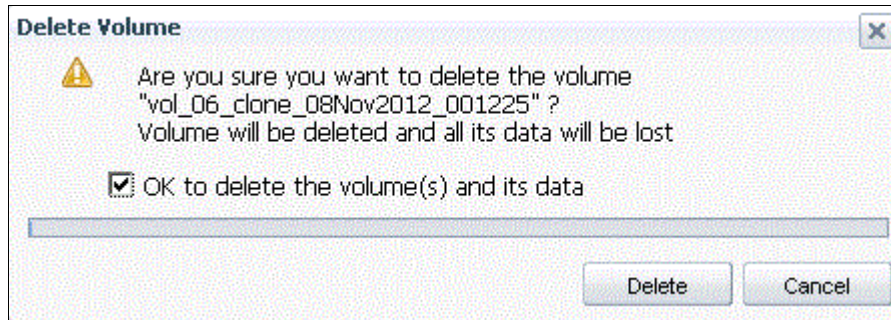 Delete Volume
Are you sure you want to delete the volume
"vol_06_clone_08Nov2012_001225" ?
Volume will be deleted and all its data will be lost
OK to delete the volume(s) and its data
Delete Cancel